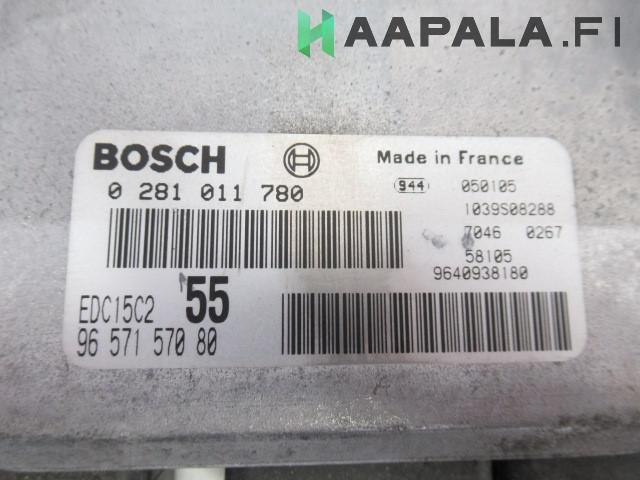 HAAPALA.FI
BOSCH
Made in France
0 281 011 780
944 050105
1039S08288
7046 0267
58105
9640938180
EDC15C2 55
96 571 570 80